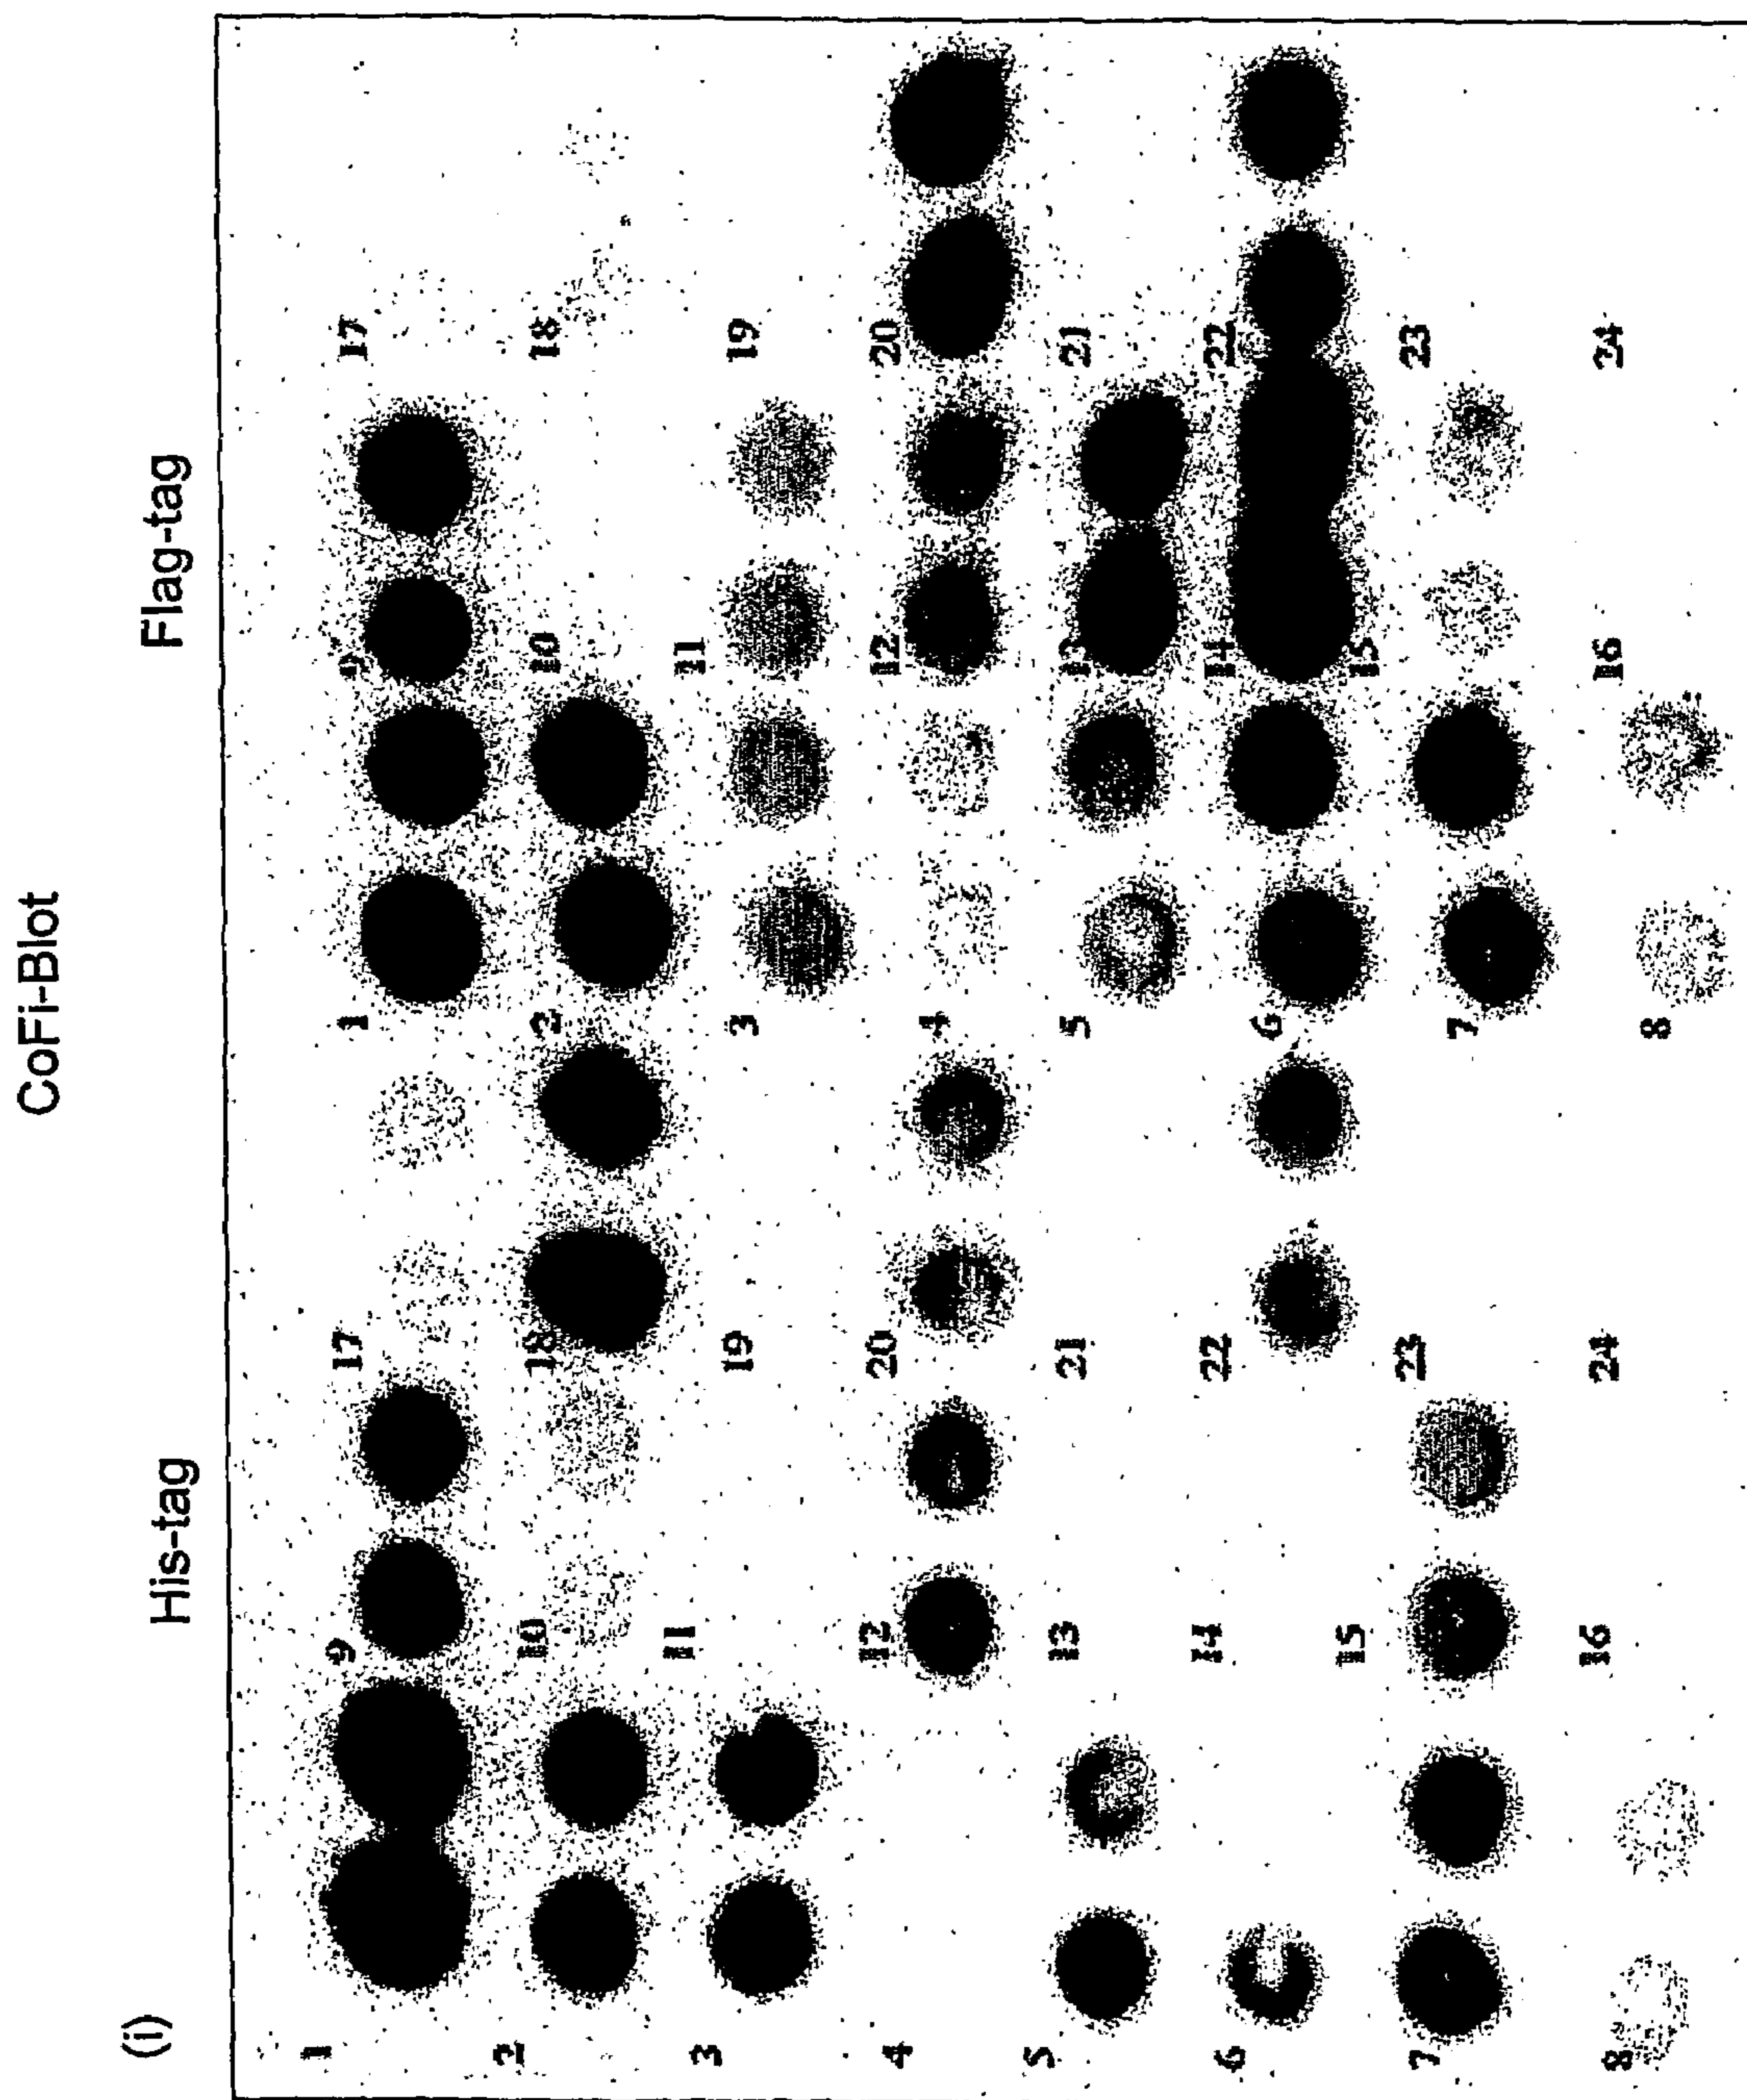 CoFi-Blot
(i) His-tag Flag-tag
1 9 17 1 9 17
2 10 18 2 10 18
3 11 19 3 11 19
4 12 20 4 12 20
5 13 21 5 13 21
6 14 22 6 14 22
7 15 23 7 15 23
8 16 24 8 16 24